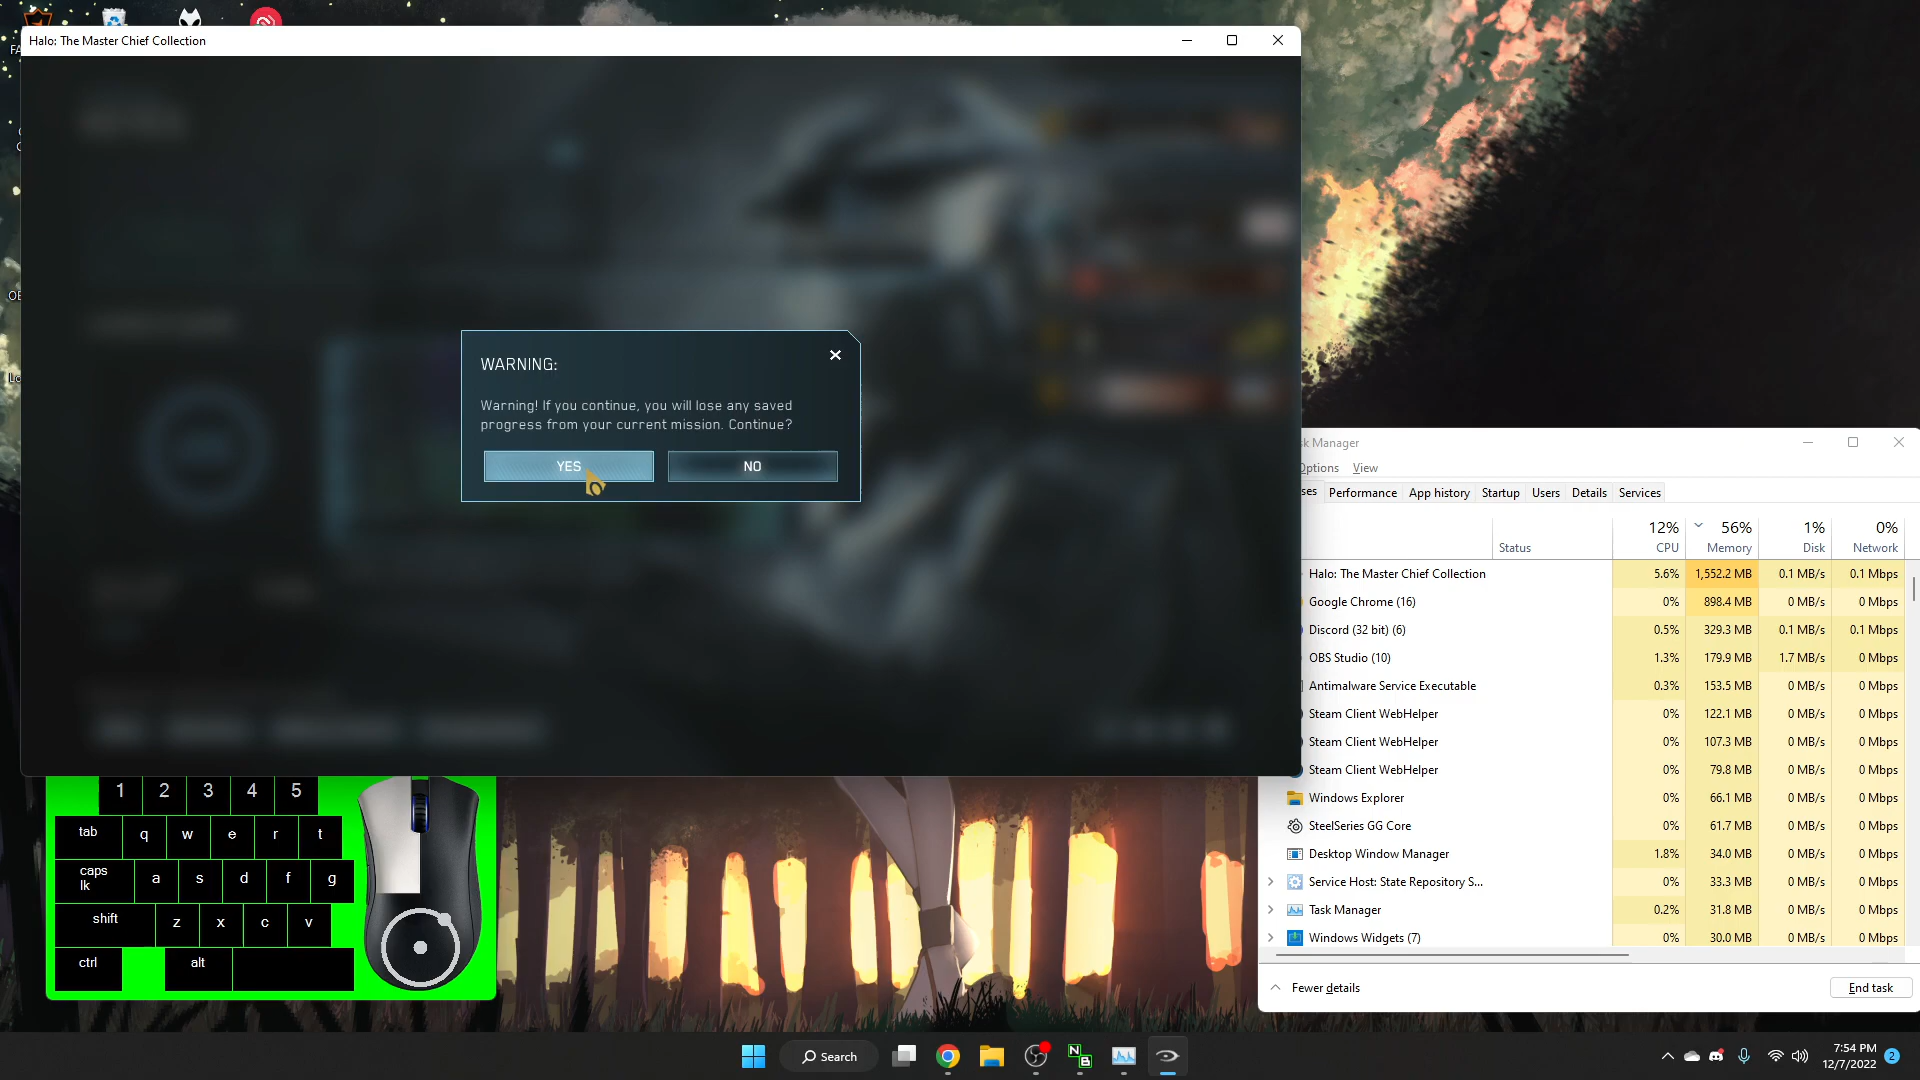 Halo: The Master Chief Collection
WARNING:
Warning! If you continue, you will lose any saved
progress from your current mission. Continue?
YES
NO
sk Manager
Options View
ses Performance App history Startup Users Details Services
12% 56% 1% 0%
Status CPU Memory Disk Network
Halo: The Master Chief Collection 5.6% 1,552.2 MB 0.1 MB/s 0.1 Mbps
Google Chrome (16) 0% 898.4 MB 0 MB/s 0 Mbps
Discord (32 bit) (6) 0.5% 329.3 MB 0.1 MB/s 0.1 Mbps
OBS Studio (10) 1.3% 179.9 MB 1.7 MB/s 0 Mbps
Antimalware Service Executable 0.3% 153.5 MB 0 MB/s 0 Mbps
Steam Client WebHelper 0% 122.1 MB 0 MB/s 0 Mbps
Steam Client WebHelper 0% 107.3 MB 0 MB/s 0 Mbps
Steam Client WebHelper 0% 79.8 MB 0 MB/s 0 Mbps
Windows Explorer 0% 66.1 MB 0 MB/s 0 Mbps
SteelSeries GG Core 0% 61.7 MB 0 MB/s 0 Mbps
Desktop Window Manager 1.8% 34.0 MB 0 MB/s 0 Mbps
Service Host: State Repository S... 0% 33.3 MB 0 MB/s 0 Mbps
Task Manager 0.2% 31.8 MB 0 MB/s 0 Mbps
Windows Widgets (7) 0% 30.0 MB 0 MB/s 0 Mbps
Fewer details
End task
1 2 3 4 5
tab q w e r t
caps
lk a s d f g
shift z x c v
ctrl alt
Search
NB
7:54 PM
12/7/2022
2